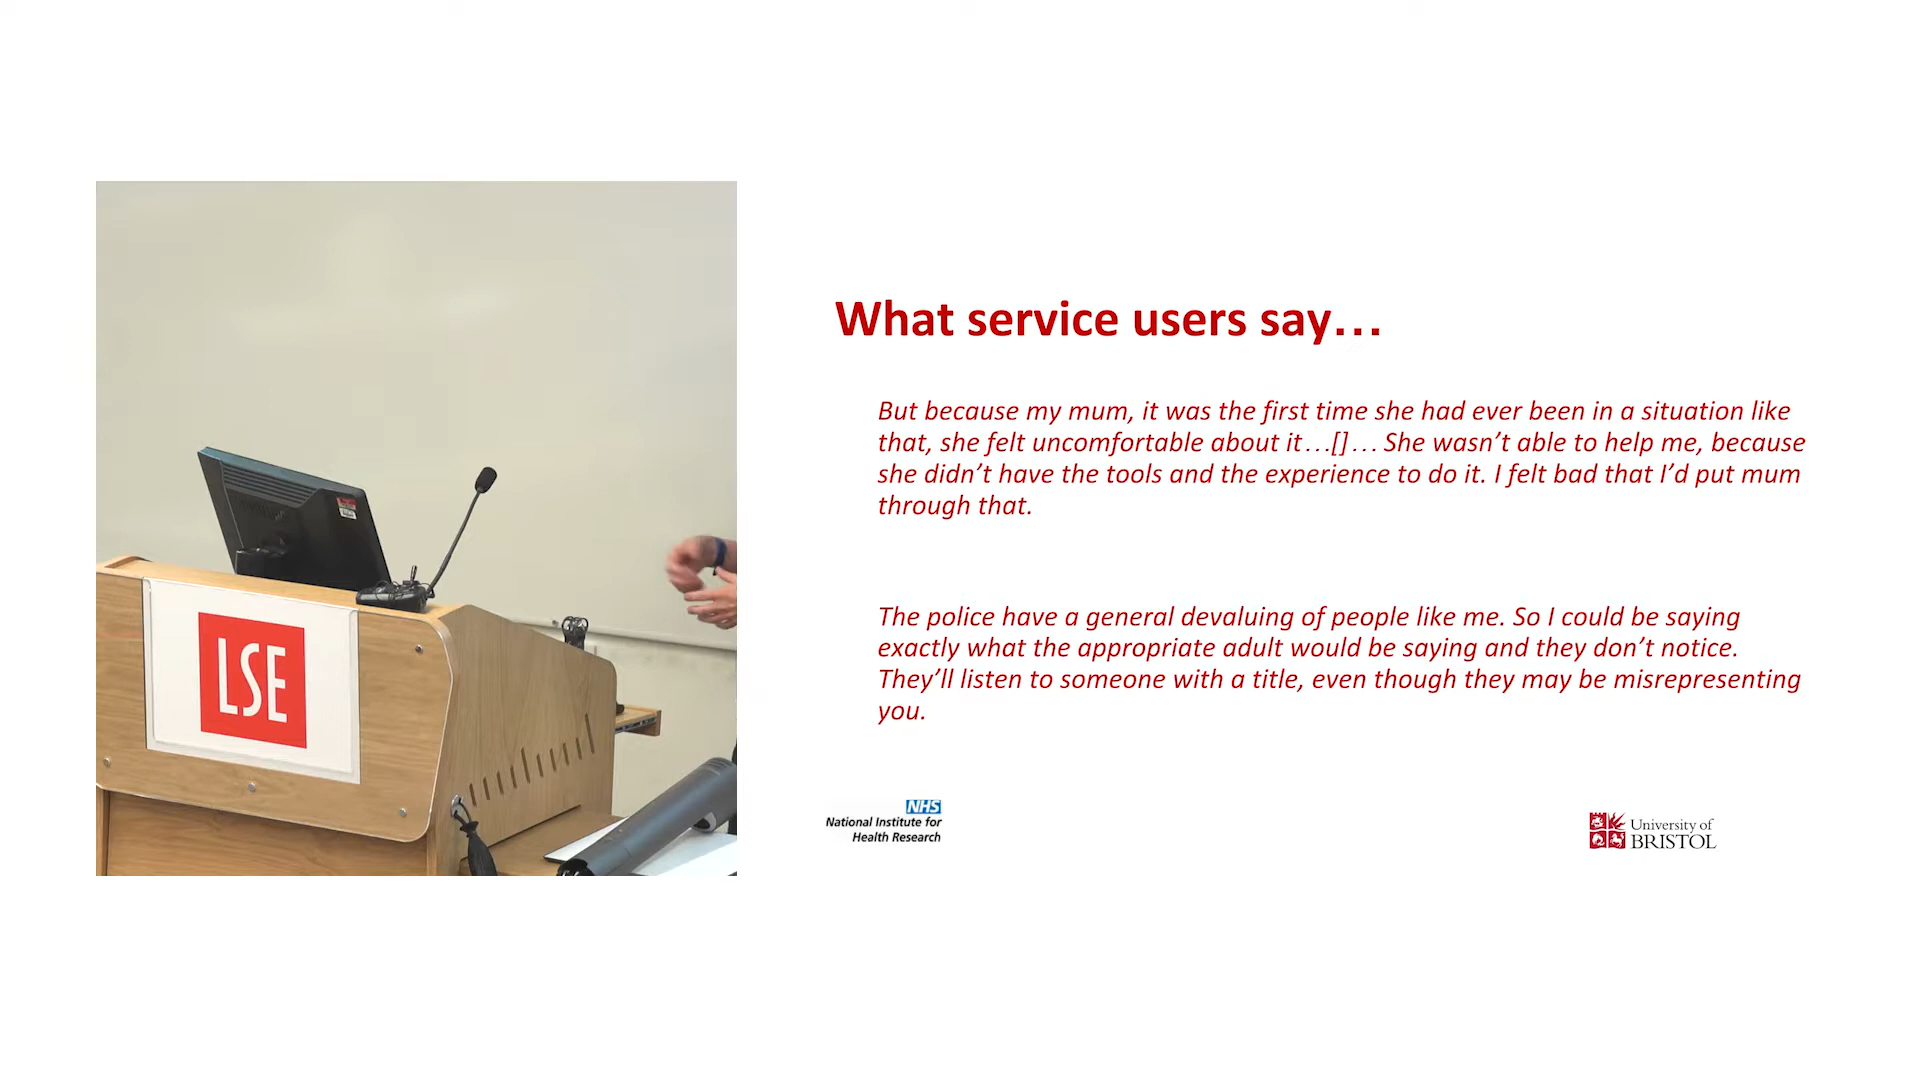 LSE
What service users say…
But because my mum, it was the first time she had ever been in a situation like
that, she felt uncomfortable about it…[]… She wasn’t able to help me, because
she didn’t have the tools and the experience to do it. I felt bad that I’d put mum
through that.
The police have a general devaluing of people like me. So I could be saying
exactly what the appropriate adult would be saying and they don’t notice.
They’ll listen to someone with a title, even though they may be misrepresenting
you.
NHS
National Institute for
Health Research
University of
BRISTOL